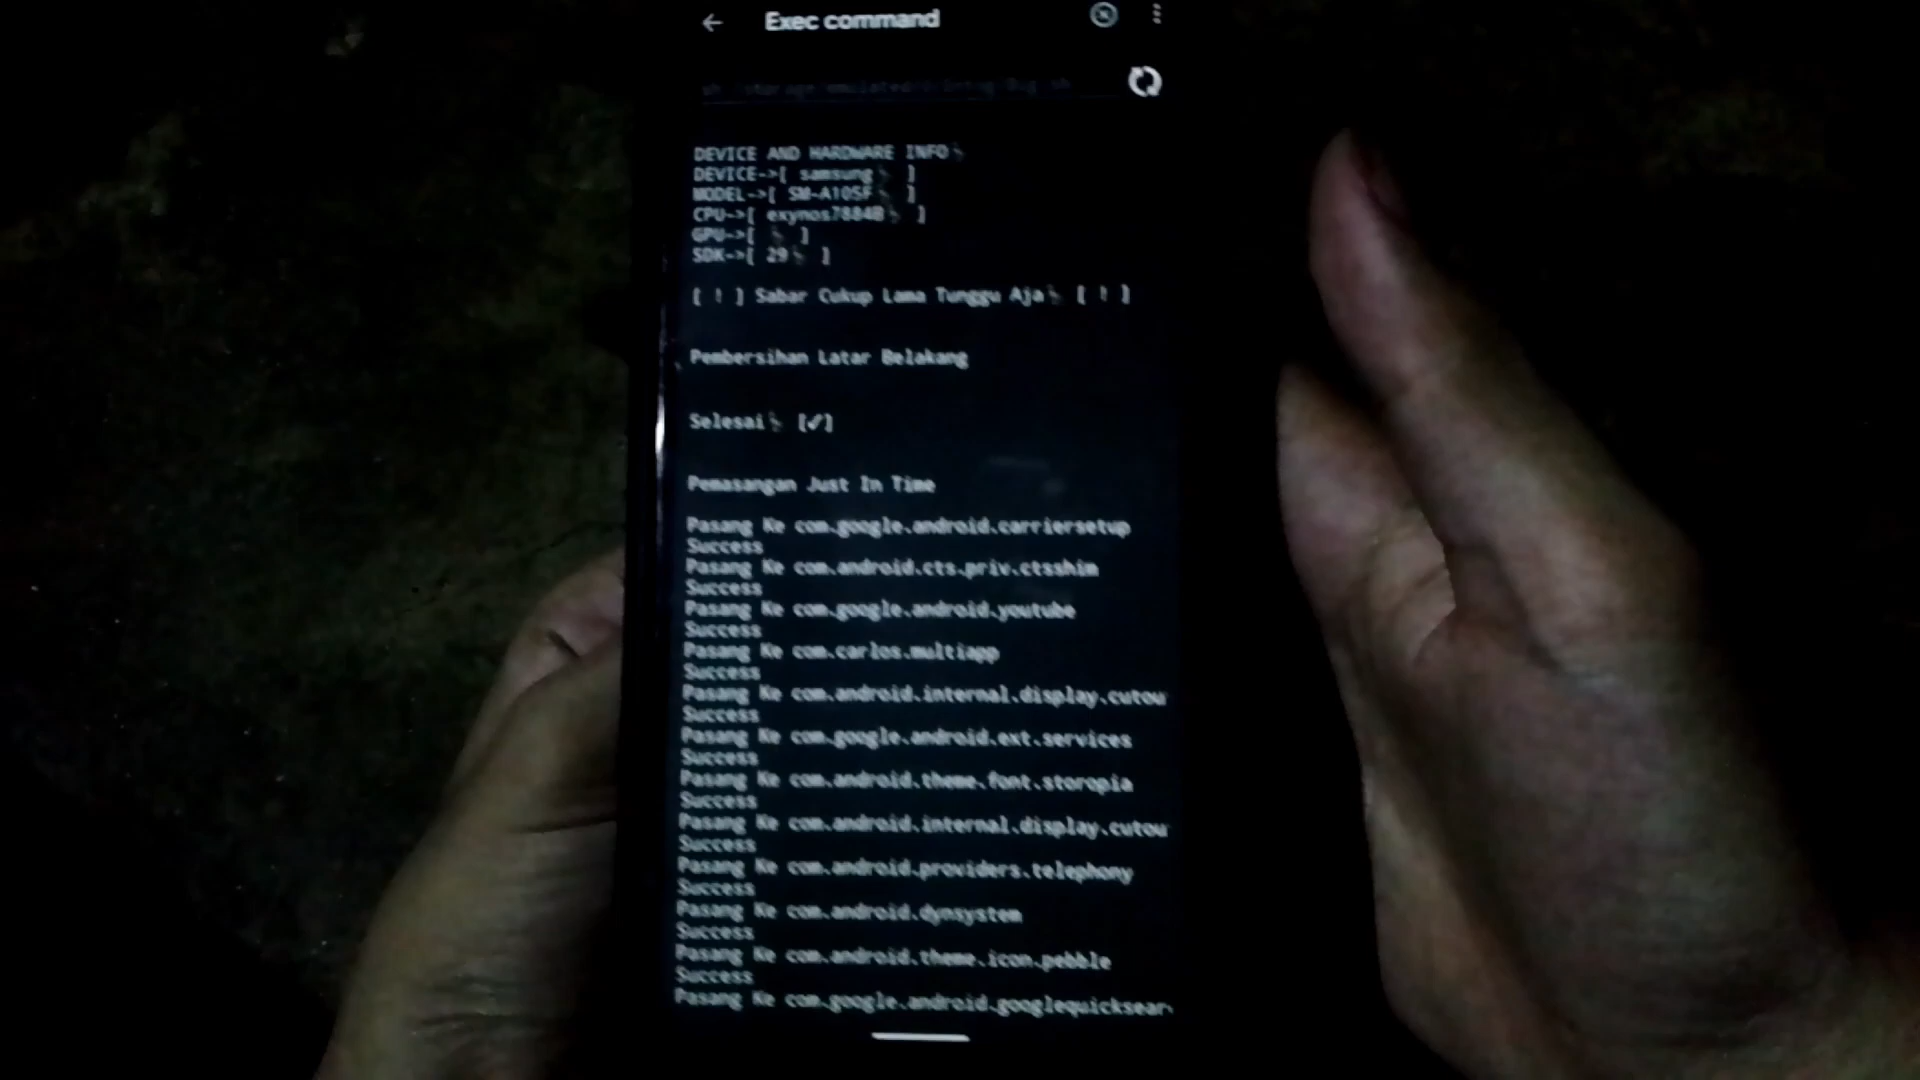 Exec command
DEVICE AND HARDWARE INFO
DEVICE->[ samsung ]
MODEL->[ SM-A105F ]
CPU->[ exynos7884B ]
GPU->[ ]
SDK->[ 29 ]
[ ! ] Sabar Cukup Lama Tunggu Aja [ ! ]
Pembersihan Latar Belakang
Selesai [✓]
Pemasangan Just In Time
Pasang Ke com.google.android.carriersetup
Success
Pasang Ke com.android.cts.priv.ctsshim
Success
Pasang Ke com.google.android.youtube
Success
Pasang Ke com.carlos.multiapp
Success
Pasang Ke com.android.internal.display.cutou
Success
Pasang Ke com.google.android.ext.services
Success
Pasang Ke com.android.theme.font.storopia
Success
Pasang Ke com.android.internal.display.cutou
Success
Pasang Ke com.android.providers.telephony
Success
Pasang Ke com.android.dynsystem
Success
Pasang Ke com.android.theme.icon.pebble
Success
Pasang Ke com.google.android.googlequicksear